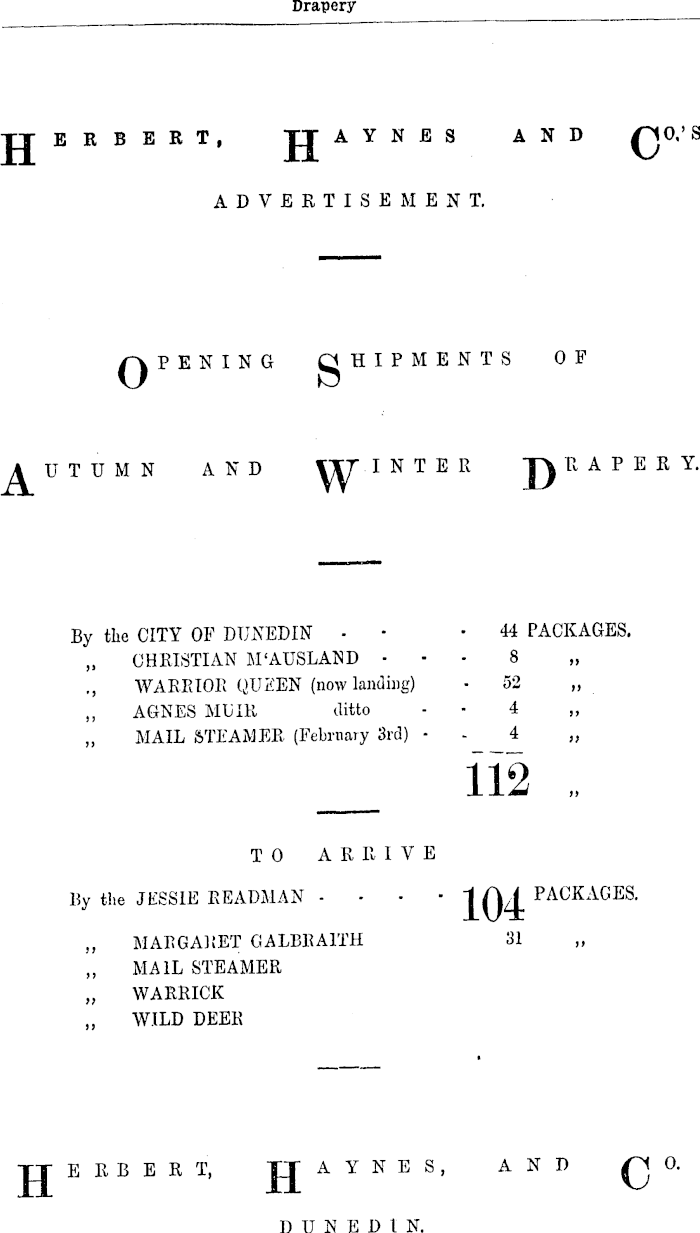 Drapery
HERBERT, HAYNES AND CO.'S
ADVERTISEMENT.
OPENING SHIPMENTS OF
AUTUMN AND WINTER DRAPERY.
By the CITY OF DUNEDIN - - - 44 PACKAGES.
,, CHRISTIAN M'AUSLAND - - - 8 ,,
,, WARRIOR QUEEN (now landing) - 52 ,,
,, AGNES MUIR ditto - - 4 ,,
,, MAIL STEAMER (February 3rd) - - 4 ,,
112 ,,
TO ARRIVE
By the JESSIE READMAN - - - - 104 PACKAGES.
,, MARGARET GALBRAITH 31 ,,
,, MAIL STEAMER
,, WARRICK
,, WILD DEER
HERBERT, HAYNES, AND CO.
DUNEDIN.